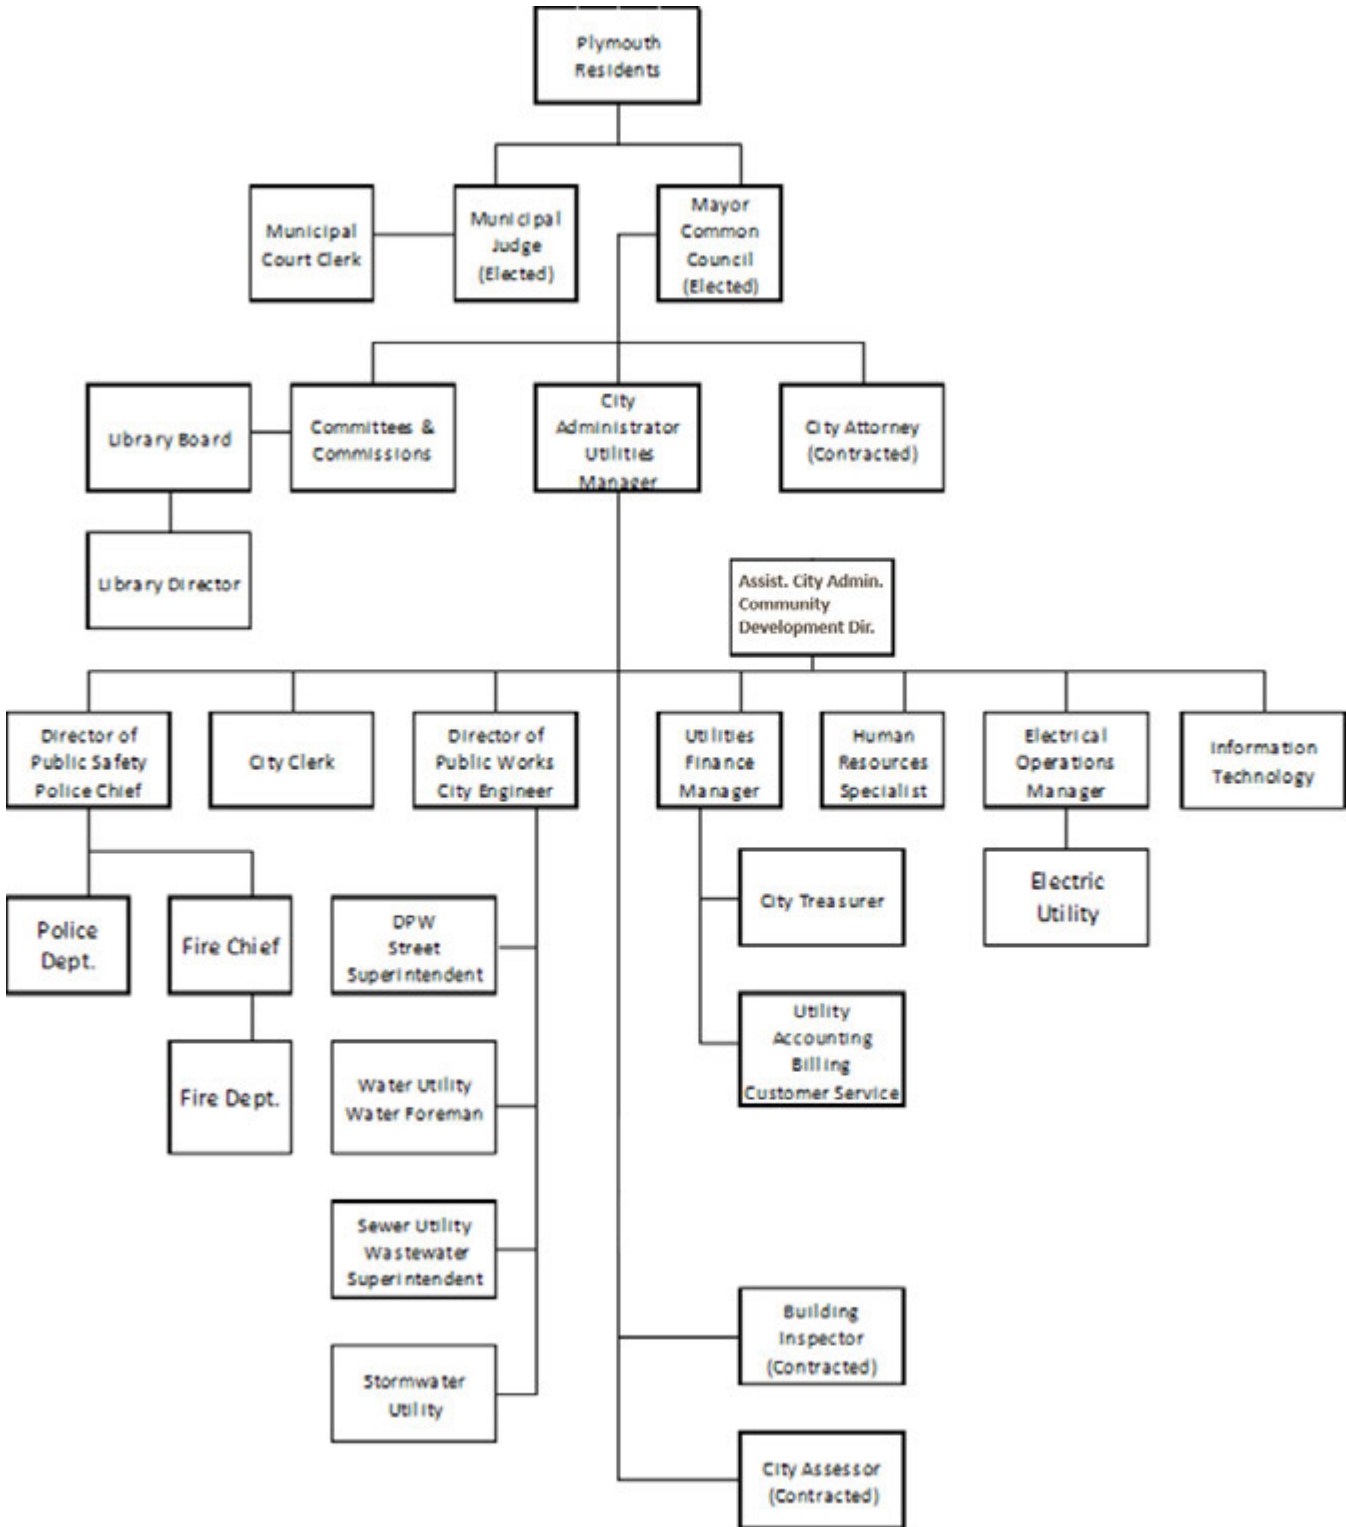 Plymouth
Residents
Municipal
Court Clerk
Municipal
Judge
(Elected)
Mayor
Common
Council
(Elected)
Library Board
Committees &
Commissions
City
Administrator
Utilities
Manager
City Attorney
(Contracted)
Library Director
Assist. City Admin.
Community
Development Dir.
Director of
Public Safety
Police Chief
City Clerk
Director of
Public Works
City Engineer
Utilities
Finance
Manager
Human
Resources
Specialist
Electrical
Operations
Manager
Information
Technology
Police
Dept.
Fire Chief
DPW
Street
Superintendent
City Treasurer
Electric
Utility
Fire Dept.
Water Utility
Water Foreman
Utility
Accounting
Billing
Customer Service
Sewer Utility
Wastewater
Superintendent
Building
Inspector
(Contracted)
Stormwater
Utility
City Assessor
(Contracted)